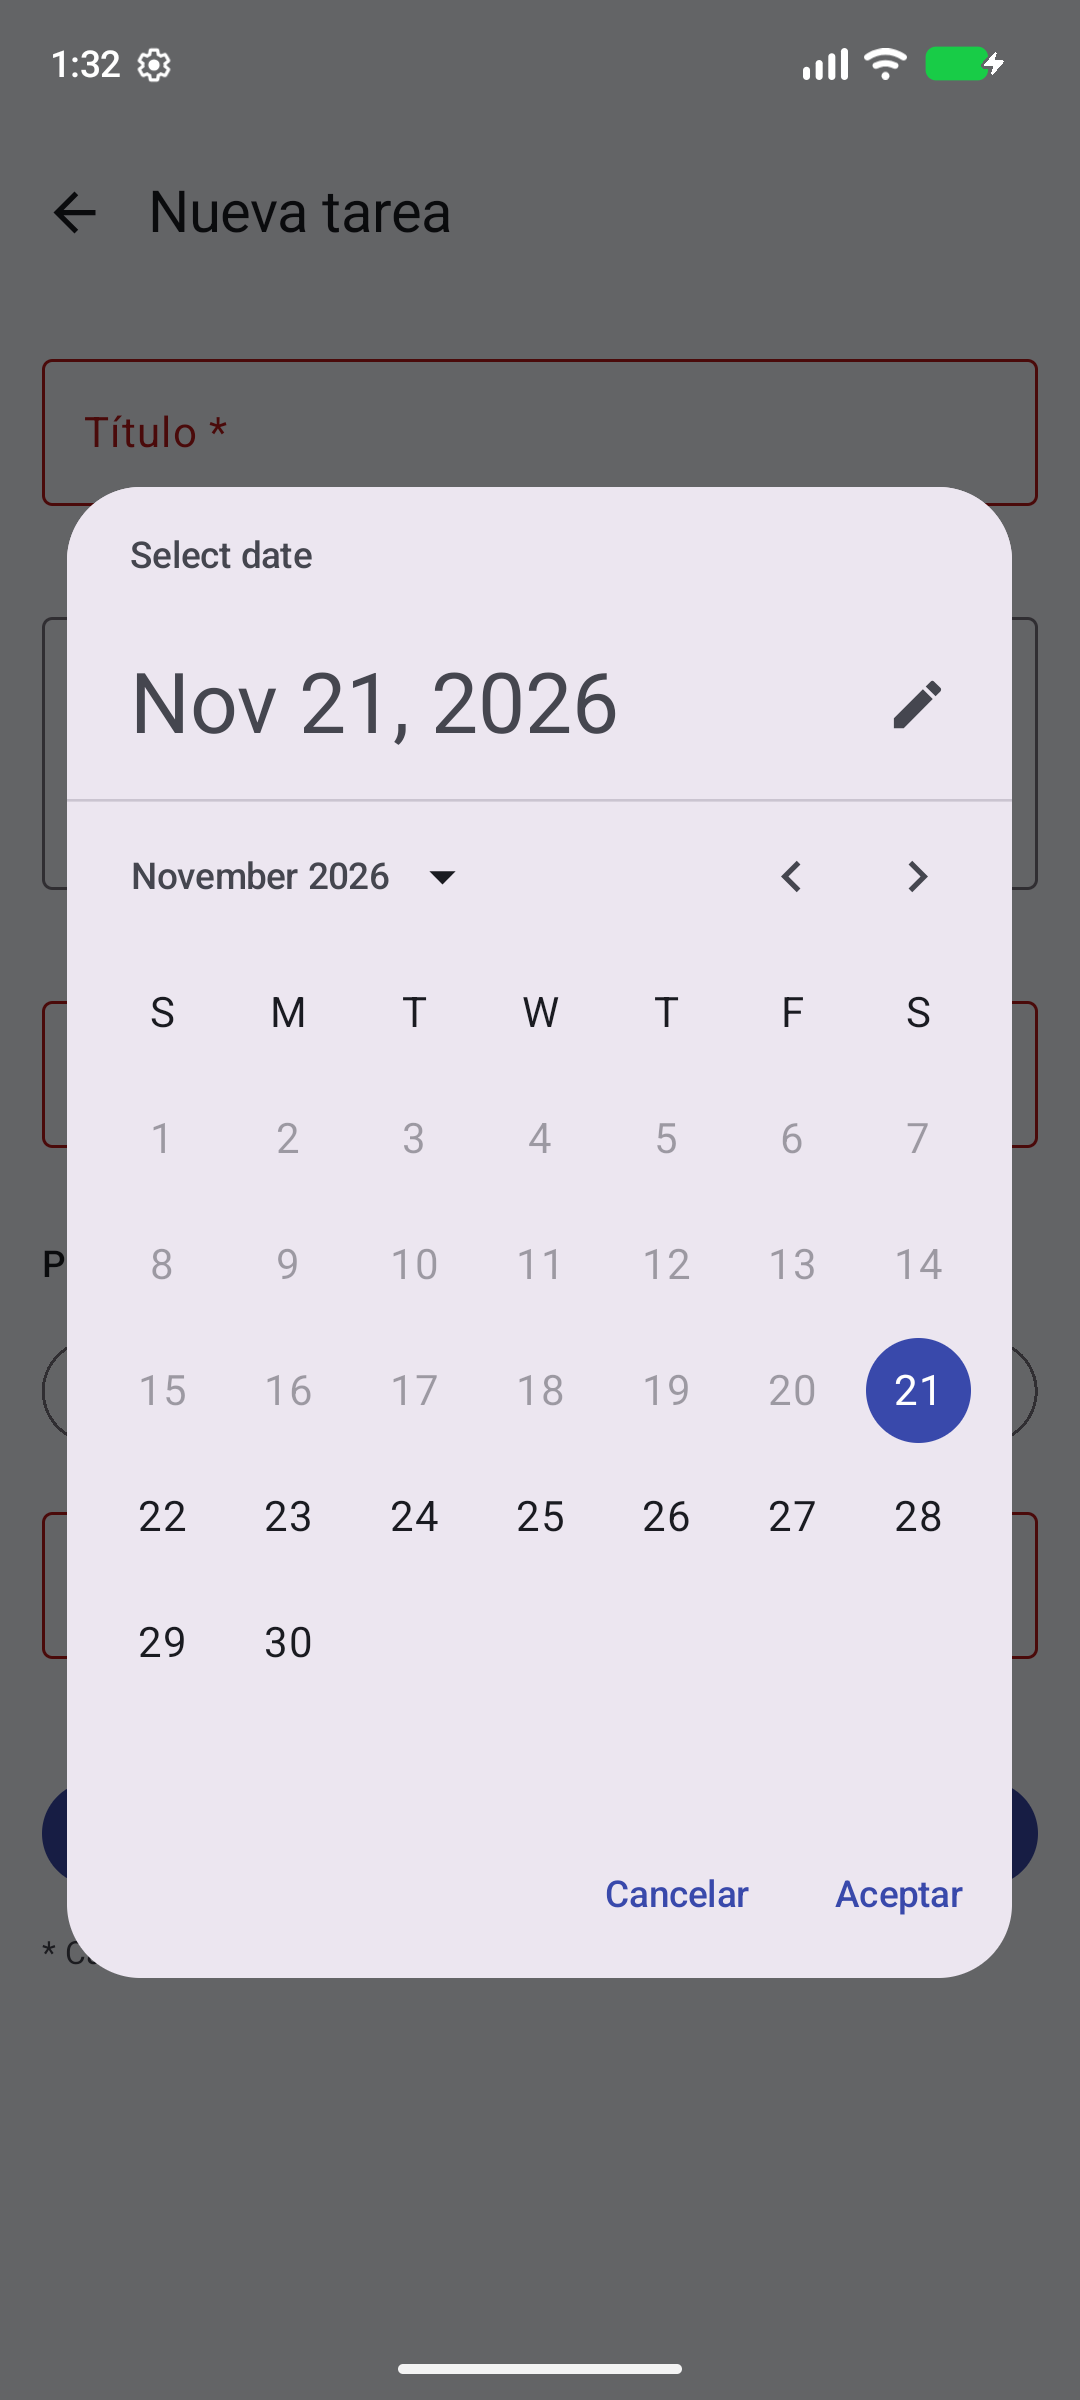 1:32
Nueva tarea
Título *
Select date
Nov 21, 2026
November 2026
S M T W T F S
1 2 3 4 5 6 7
8 9 10 11 12 13 14
15 16 17 18 19 20 21
22 23 24 25 26 27 28
29 30
Cancelar Aceptar
*